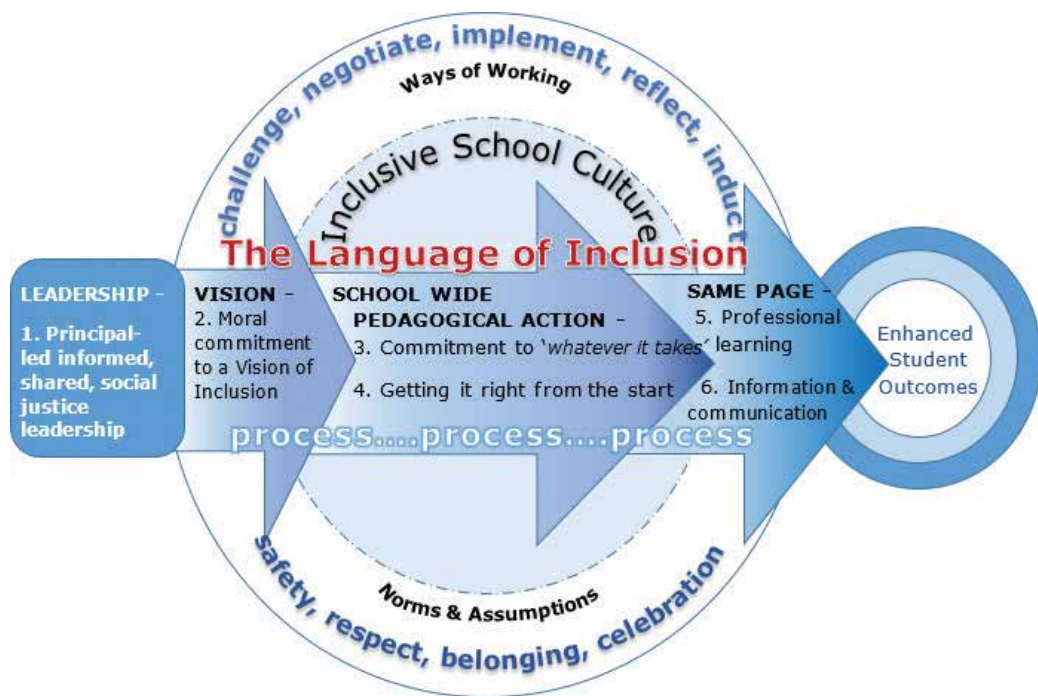 challenge, negotiate, implement, reflect, induct
Ways of Working
Inclusive School Culture
The Language of Inclusion
LEADERSHIP -
1. Principal-
led informed,
shared, social
justice
leadership
VISION -
2. Moral
commitment
to a Vision of
Inclusion
SCHOOL WIDE
PEDAGOGICAL ACTION -
3. Commitment to ‘whatever it takes’
4. Getting it right from the start
SAME PAGE -
5. Professional
learning
6. Information &
communication
Enhanced
Student
Outcomes
process....process....process
Norms & Assumptions
safety, respect, belonging, celebration